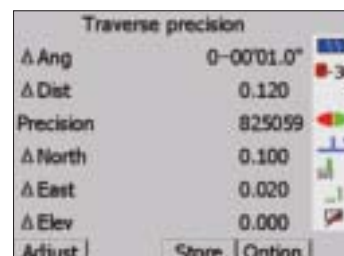 Traverse precision
Δ Ang 0-00'01.0"
Δ Dist 0.120
Precision 825059
Δ North 0.100
Δ East 0.020
Δ Elev 0.000
Adjust Store Option